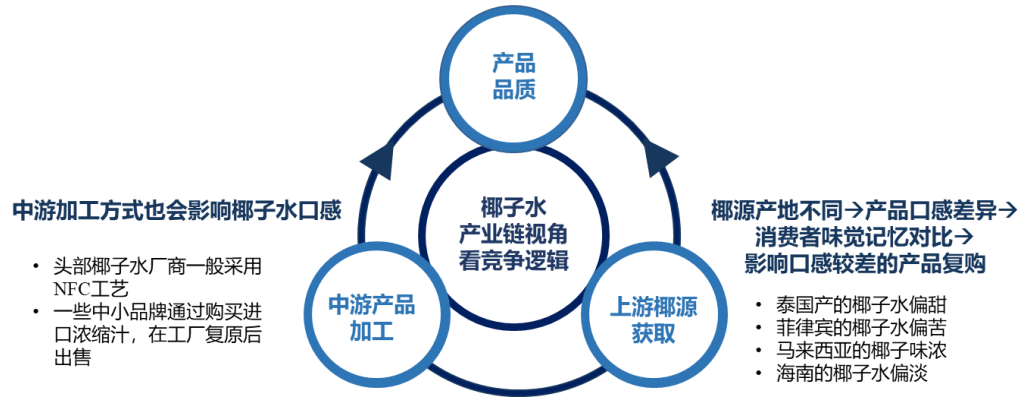 产品
品质
椰子水
产业链视角
看竞争逻辑
中游加工方式也会影响椰子水口感
• 头部椰子水厂商一般采用
NFC工艺
• 一些中小品牌通过购买进
口浓缩汁，在工厂复原后
出售
中游产品
加工
上游椰源
获取
椰源产地不同→产品口感差异→
消费者味觉记忆对比→
影响口感较差的产品复购
• 泰国产的椰子水偏甜
• 菲律宾的椰子水偏苦
• 马来西亚的椰子味浓
• 海南的椰子水偏淡